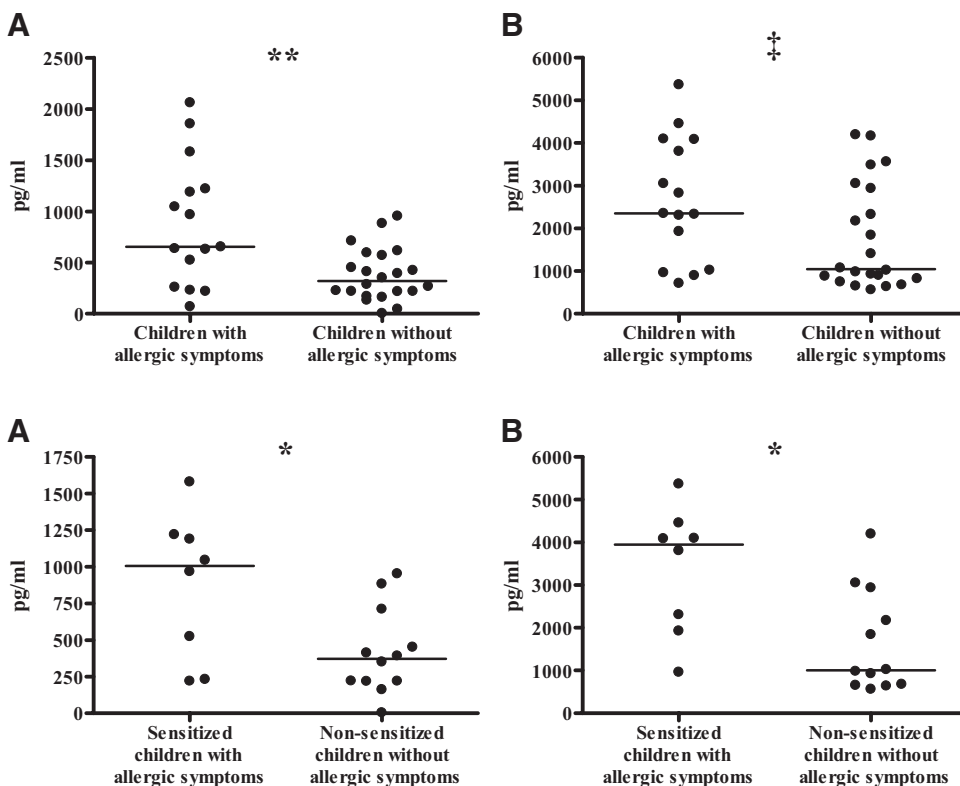 A
**
2500
2000
1500
1000
500
0
pg/ml
Children with
allergic symptoms
Children without
allergic symptoms
B
‡
6000
5000
4000
3000
2000
1000
0
pg/ml
Children with
allergic symptoms
Children without
allergic symptoms
A
*
1750
1500
1250
1000
750
500
250
0
pg/ml
Sensitized
children with
allergic symptoms
Non-sensitized
children without
allergic symptoms
B
*
6000
5000
4000
3000
2000
1000
0
pg/ml
Sensitized
children with
allergic symptoms
Non-sensitized
children without
allergic symptoms